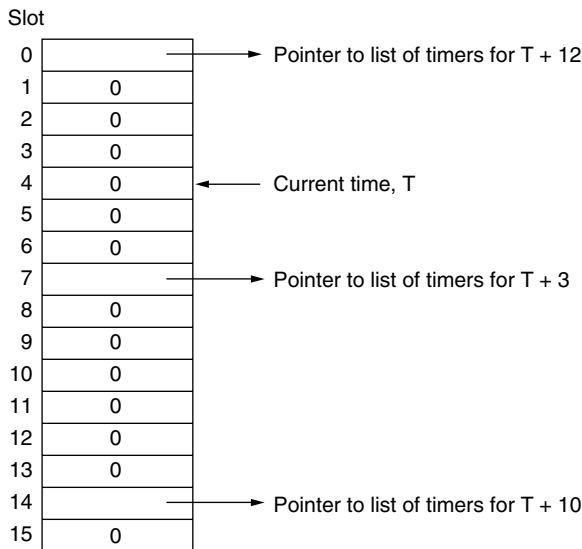 Slot
0 Pointer to list of timers for T + 12
1 0
2 0
3 0
4 0 Current time, T
5 0
6 0
7 Pointer to list of timers for T + 3
8 0
9 0
10 0
11 0
12 0
13 0
14 Pointer to list of timers for T + 10
15 0